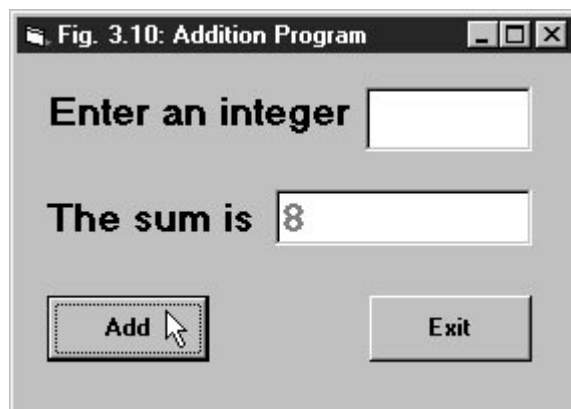 Fig. 3.10: Addition Program
Enter an integer
The sum is 8
Add Exit